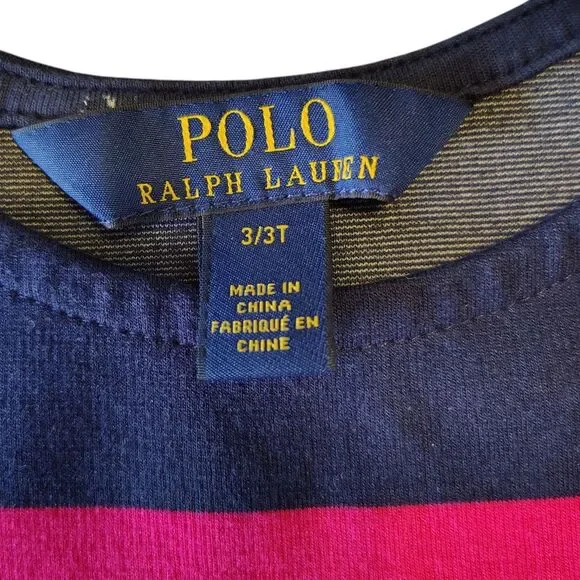 POLO
RALPH LAUREN
3/3T
MADE IN
CHINA
FABRIQUÉ EN
CHINE